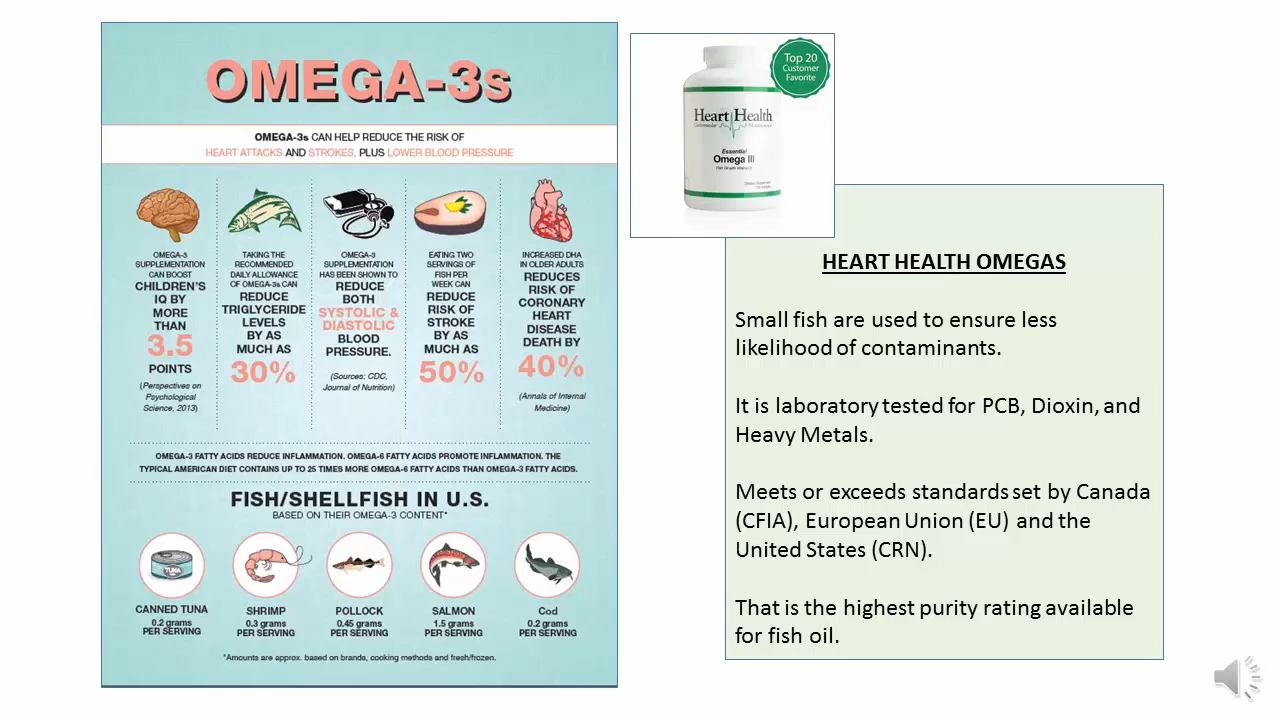 OMEGA-3s
OMEGA-3s CAN HELP REDUCE THE RISK OF
HEART ATTACKS AND STROKES, PLUS LOWER BLOOD PRESSURE
OMEGA-3
SUPPLEMENTATION
CAN BOOST
CHILDREN'S
IQ BY
MORE
THAN
3.5
POINTS
(Perspectives on
Psychological
Science, 2013)
TAKING THE
RECOMMENDED
DAILY ALLOWANCE
OF OMEGA-3s CAN
REDUCE
TRIGLYCERIDE
LEVELS
BY AS
MUCH AS
30%
OMEGA-3
SUPPLEMENTATION
HAS BEEN SHOWN TO
REDUCE
BOTH
SYSTOLIC &
DIASTOLIC
BLOOD
PRESSURE.
(Sources: CDC,
Journal of Nutrition)
EATING TWO
SERVINGS OF
FISH PER
WEEK CAN
REDUCE
RISK OF
STROKE
BY AS
MUCH AS
50%
INCREASED DHA
IN OLDER ADULTS
REDUCES
RISK OF
CORONARY
HEART
DISEASE
DEATH BY
40%
(Annals of Internal
Medicine)
OMEGA-3 FATTY ACIDS REDUCE INFLAMMATION. OMEGA-6 FATTY ACIDS PROMOTE INFLAMMATION. THE
TYPICAL AMERICAN DIET CONTAINS UP TO 25 TIMES MORE OMEGA-6 FATTY ACIDS THAN OMEGA-3 FATTY ACIDS.
FISH/SHELLFISH IN U.S.
BASED ON THEIR OMEGA-3 CONTENT*
TUNA
CANNED TUNA
0.2 grams
PER SERVING
SHRIMP
0.3 grams
PER SERVING
POLLOCK
0.45 grams
PER SERVING
SALMON
1.5 grams
PER SERVING
Cod
0.2 grams
PER SERVING
*Amounts are approx. based on brands, cooking methods and fresh/frozen.
Top 20
Customer
Favorite
Heart Health
Essential
Omega III
Fish Oil with Vitamin E
HEART HEALTH OMEGAS
Small fish are used to ensure less
likelihood of contaminants.
It is laboratory tested for PCB, Dioxin, and
Heavy Metals.
Meets or exceeds standards set by Canada
(CFIA), European Union (EU) and the
United States (CRN).
That is the highest purity rating available
for fish oil.